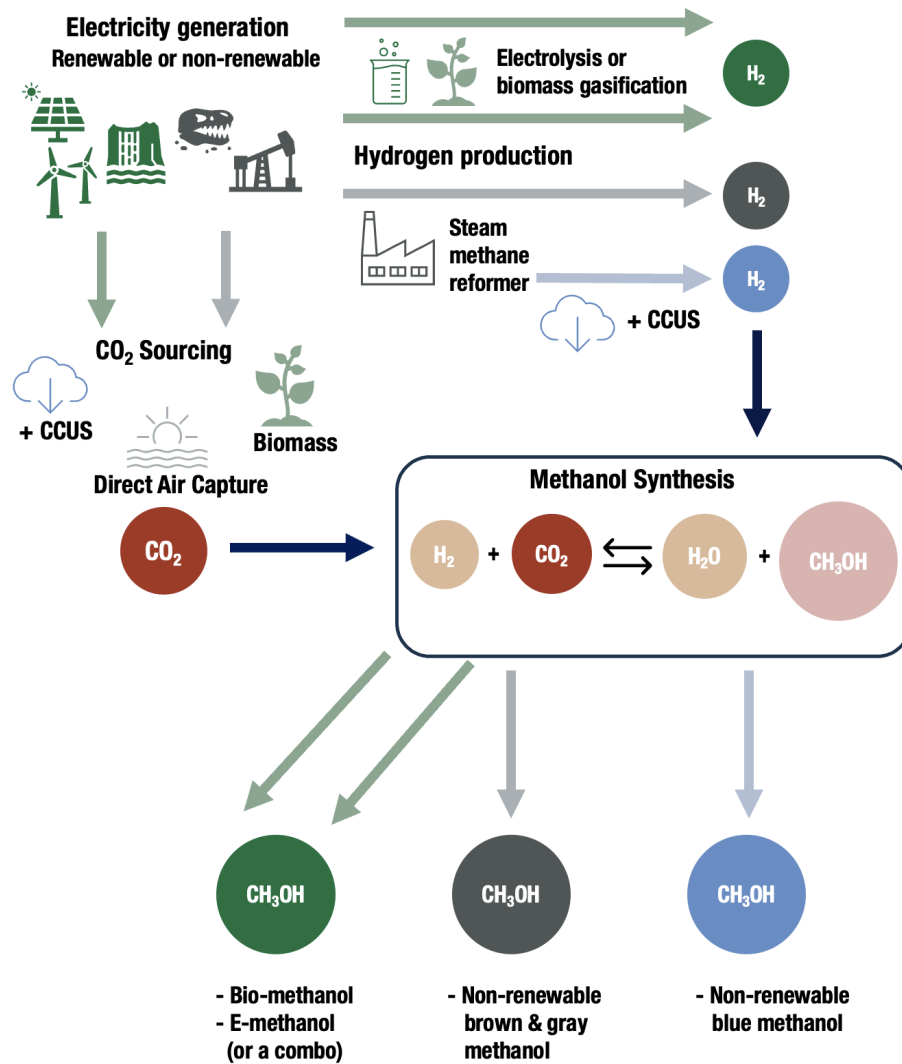 Electricity generation
Renewable or non-renewable
Electrolysis or
biomass gasification
H₂
Hydrogen production
H₂
Steam
methane
reformer
H₂
+ CCUS
CO₂ Sourcing
+ CCUS
Biomass
Direct Air Capture
CO₂
Methanol Synthesis
H₂ + CO₂ ⇌ H₂O + CH₃OH
CH₃OH
CH₃OH
CH₃OH
- Bio-methanol
- E-methanol
(or a combo)
- Non-renewable
brown & gray
methanol
- Non-renewable
blue methanol